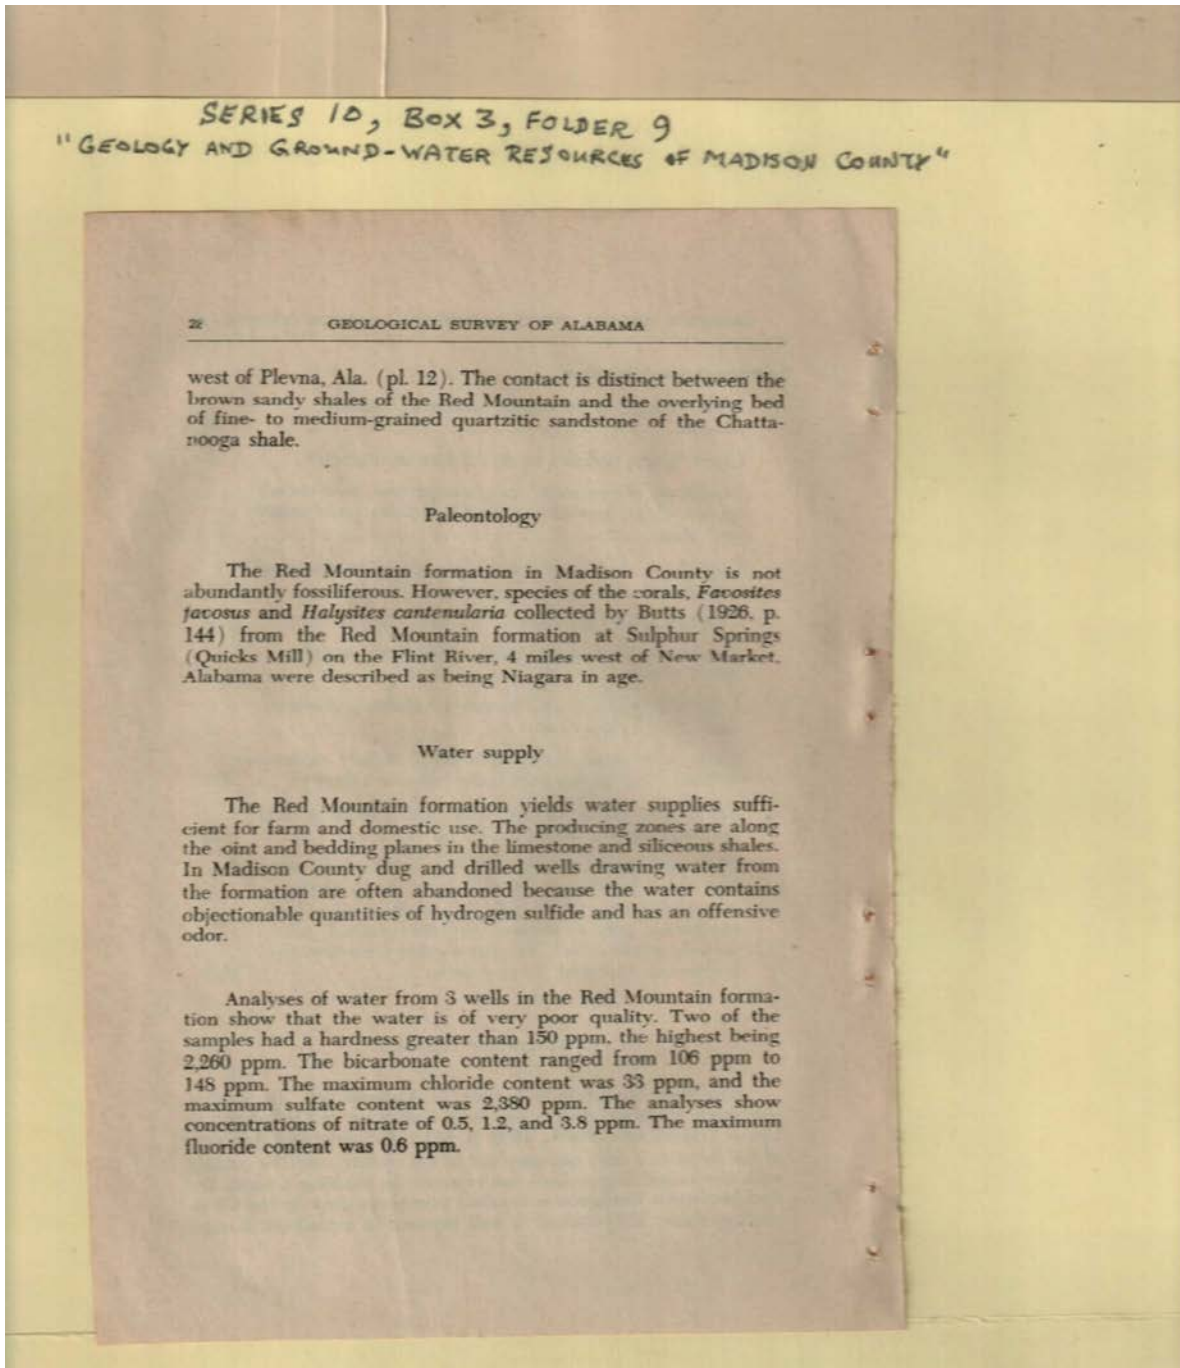 SERIES 10, BOX 3, FOLDER 9
"GEOLOGY AND GROUND-WATER RESOURCES OF MADISON COUNTY"
GEOLOGICAL SURVEY OF ALABAMA
west of Plevna, Ala. (pl. 12). The contact is distinct between the
brown sandy shales of the Red Mountain and the overlying bed
of fine- to medium-grained quartzitic sandstone of the Chatta-
nooga shale.
Paleontology
The Red Mountain formation in Madison County is not
abundantly fossiliferous. However, species of the corals, Favosites
favosus and Halysites cantenularia collected by Butts (1926, p.
144) from the Red Mountain formation at Sulphur Springs
(Quicks Mill) on the Flint River, 4 miles west of New Market,
Alabama were described as being Niagara in age.
Water supply
The Red Mountain formation yields water supplies suffi-
cient for farm and domestic use. The producing zones are along
the oint and bedding planes in the limestone and siliceous shales.
In Madison County dug and drilled wells drawing water from
the formation are often abandoned because the water contains
objectionable quantities of hydrogen sulfide and has an offensive
odor.
Analyses of water from 3 wells in the Red Mountain forma-
tion show that the water is of very poor quality. Two of the
samples had a hardness greater than 150 ppm, the highest being
2,260 ppm. The bicarbonate content ranged from 106 ppm to
148 ppm. The maximum chloride content was 33 ppm, and the
maximum sulfate content was 2,380 ppm. The analyses show
concentrations of nitrate of 0.5, 1.2, and 3.8 ppm. The maximum
fluoride content was 0.6 ppm.